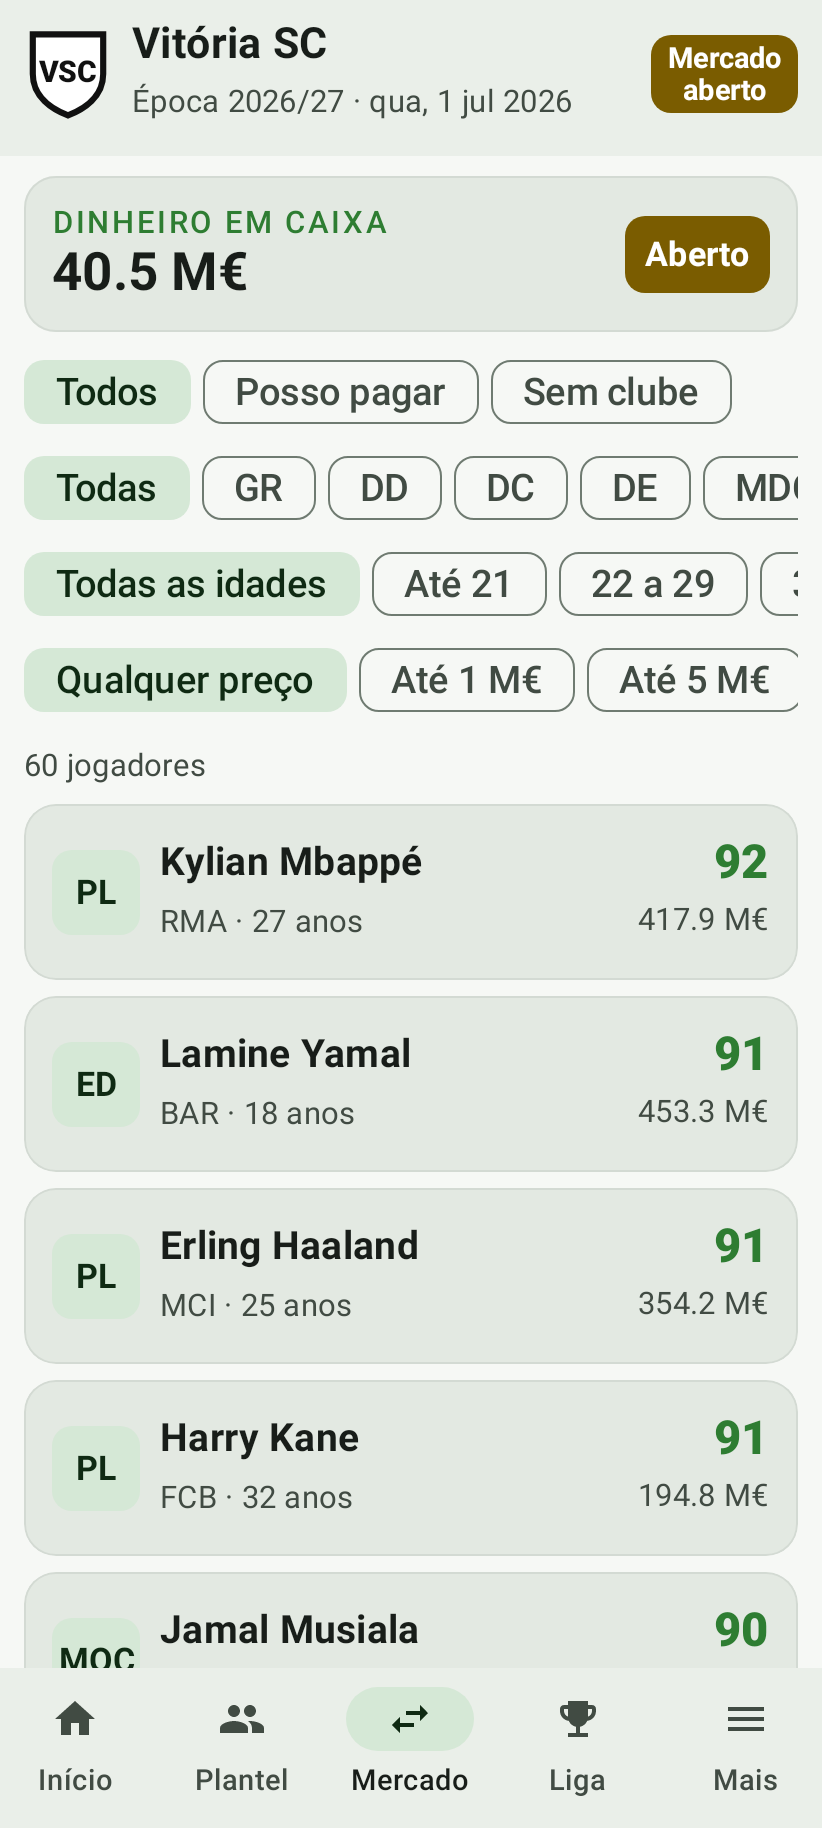 VSC
Vitória SC
Época 2026/27 · qua, 1 jul 2026
Mercado
aberto
DINHEIRO EM CAIXA
40.5 M€
Aberto
Todos
Posso pagar
Sem clube
Todas
GR
DD
DC
DE
Todas as idades
Até 21
22 a 29
Qualquer preço
Até 1 M€
Até 5 M€
60 jogadores
PL
Kylian Mbappé
RMA · 27 anos
92
417.9 M€
ED
Lamine Yamal
BAR · 18 anos
91
453.3 M€
PL
Erling Haaland
MCI · 25 anos
91
354.2 M€
PL
Harry Kane
FCB · 32 anos
91
194.8 M€
MOC
Jamal Musiala
90
Início
Plantel
Mercado
Liga
Mais